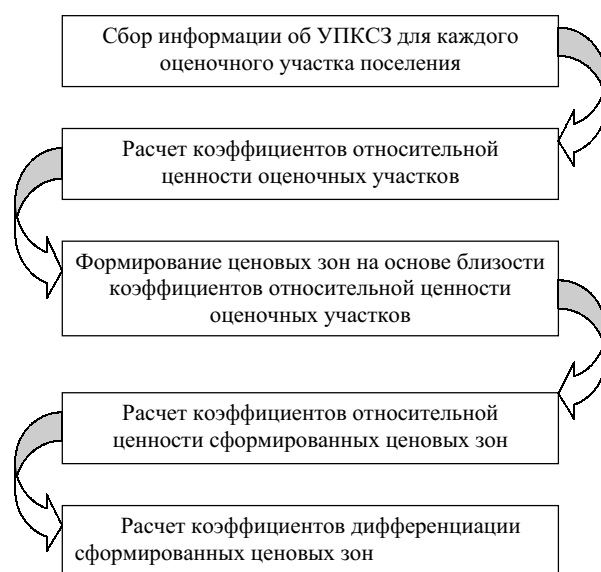 Сбор информации об УПКСЗ для каждого
оценочного участка поселения
Расчет коэффициентов относительной
ценности оценочных участков
Формирование ценовых зон на основе близости
коэффициентов относительной ценности
оценочных участков
Расчет коэффициентов относительной
ценности сформированных ценовых зон
Расчет коэффициентов дифференциации
сформированных ценовых зон